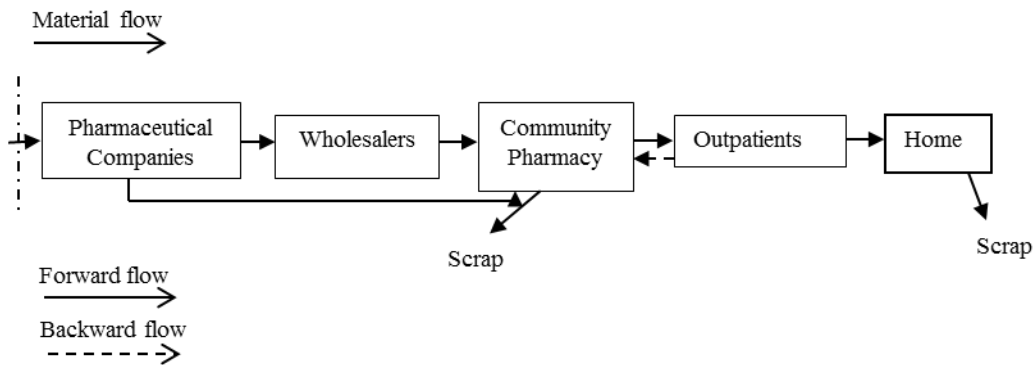 Material flow
Pharmaceutical
Companies
Wholesalers
Community
Pharmacy
Outpatients
Home
Scrap
Scrap
Forward flow
Backward flow